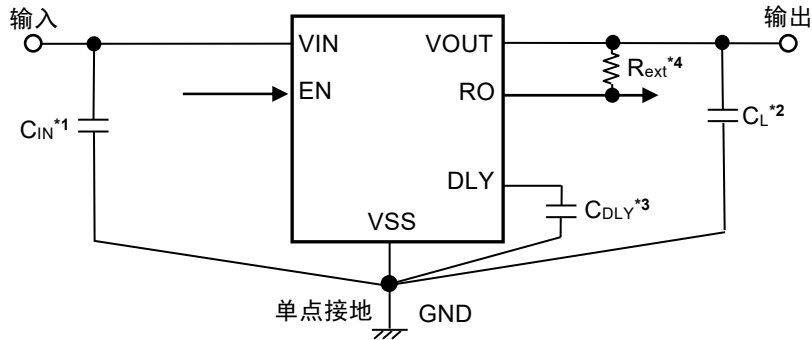 输入
输出
VIN
VOUT
Rext*4
EN
RO
CIN*1
CL*2
DLY
CDLY*3
VSS
单点接地
GND